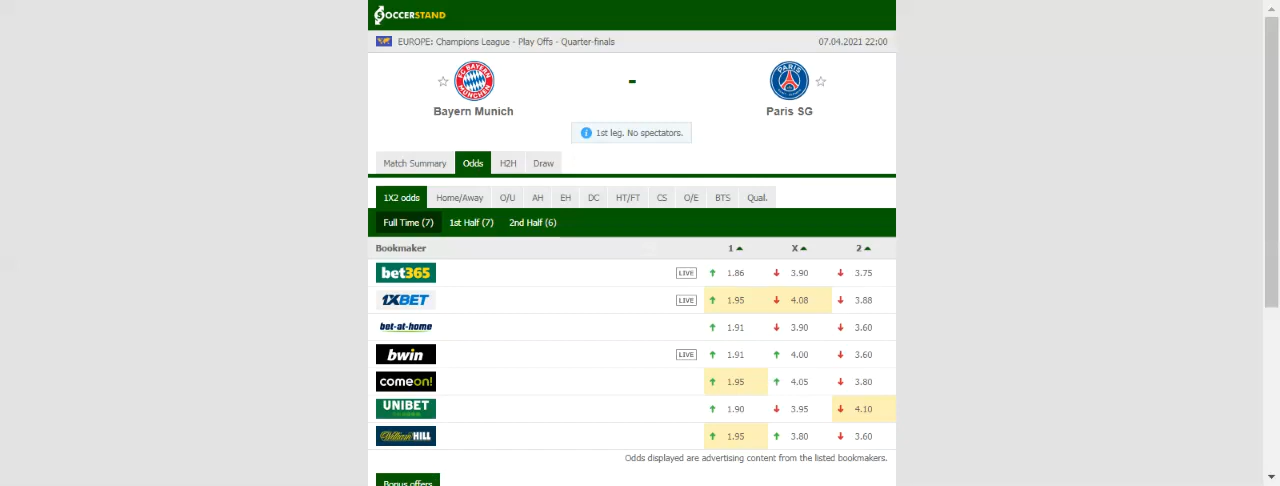 SOCCERSTAND
EUROPE: Champions League - Play Offs - Quarter-finals 07.04.2021 22:00
FC BAYERN MÜNCHEN - PARIS
Bayern Munich Paris SG
1st leg. No spectators.
Match Summary Odds H2H Draw
1X2 odds Home/Away O/U AH EH DC HT/FT CS O/E BTS Qual.
Full Time (7) 1st Half (7) 2nd Half (6)
Bookmaker 1 X 2
bet365 LIVE 1.86 3.90 3.75
1XBET LIVE 1.95 4.08 3.88
bet-at-home 1.91 3.90 3.60
bwin LIVE 1.91 4.00 3.60
comeon! 1.95 4.05 3.80
UNIBET 1.90 3.95 4.10
William HILL 1.95 3.80 3.60
Odds displayed are advertising content from the listed bookmakers.
Bonus offers